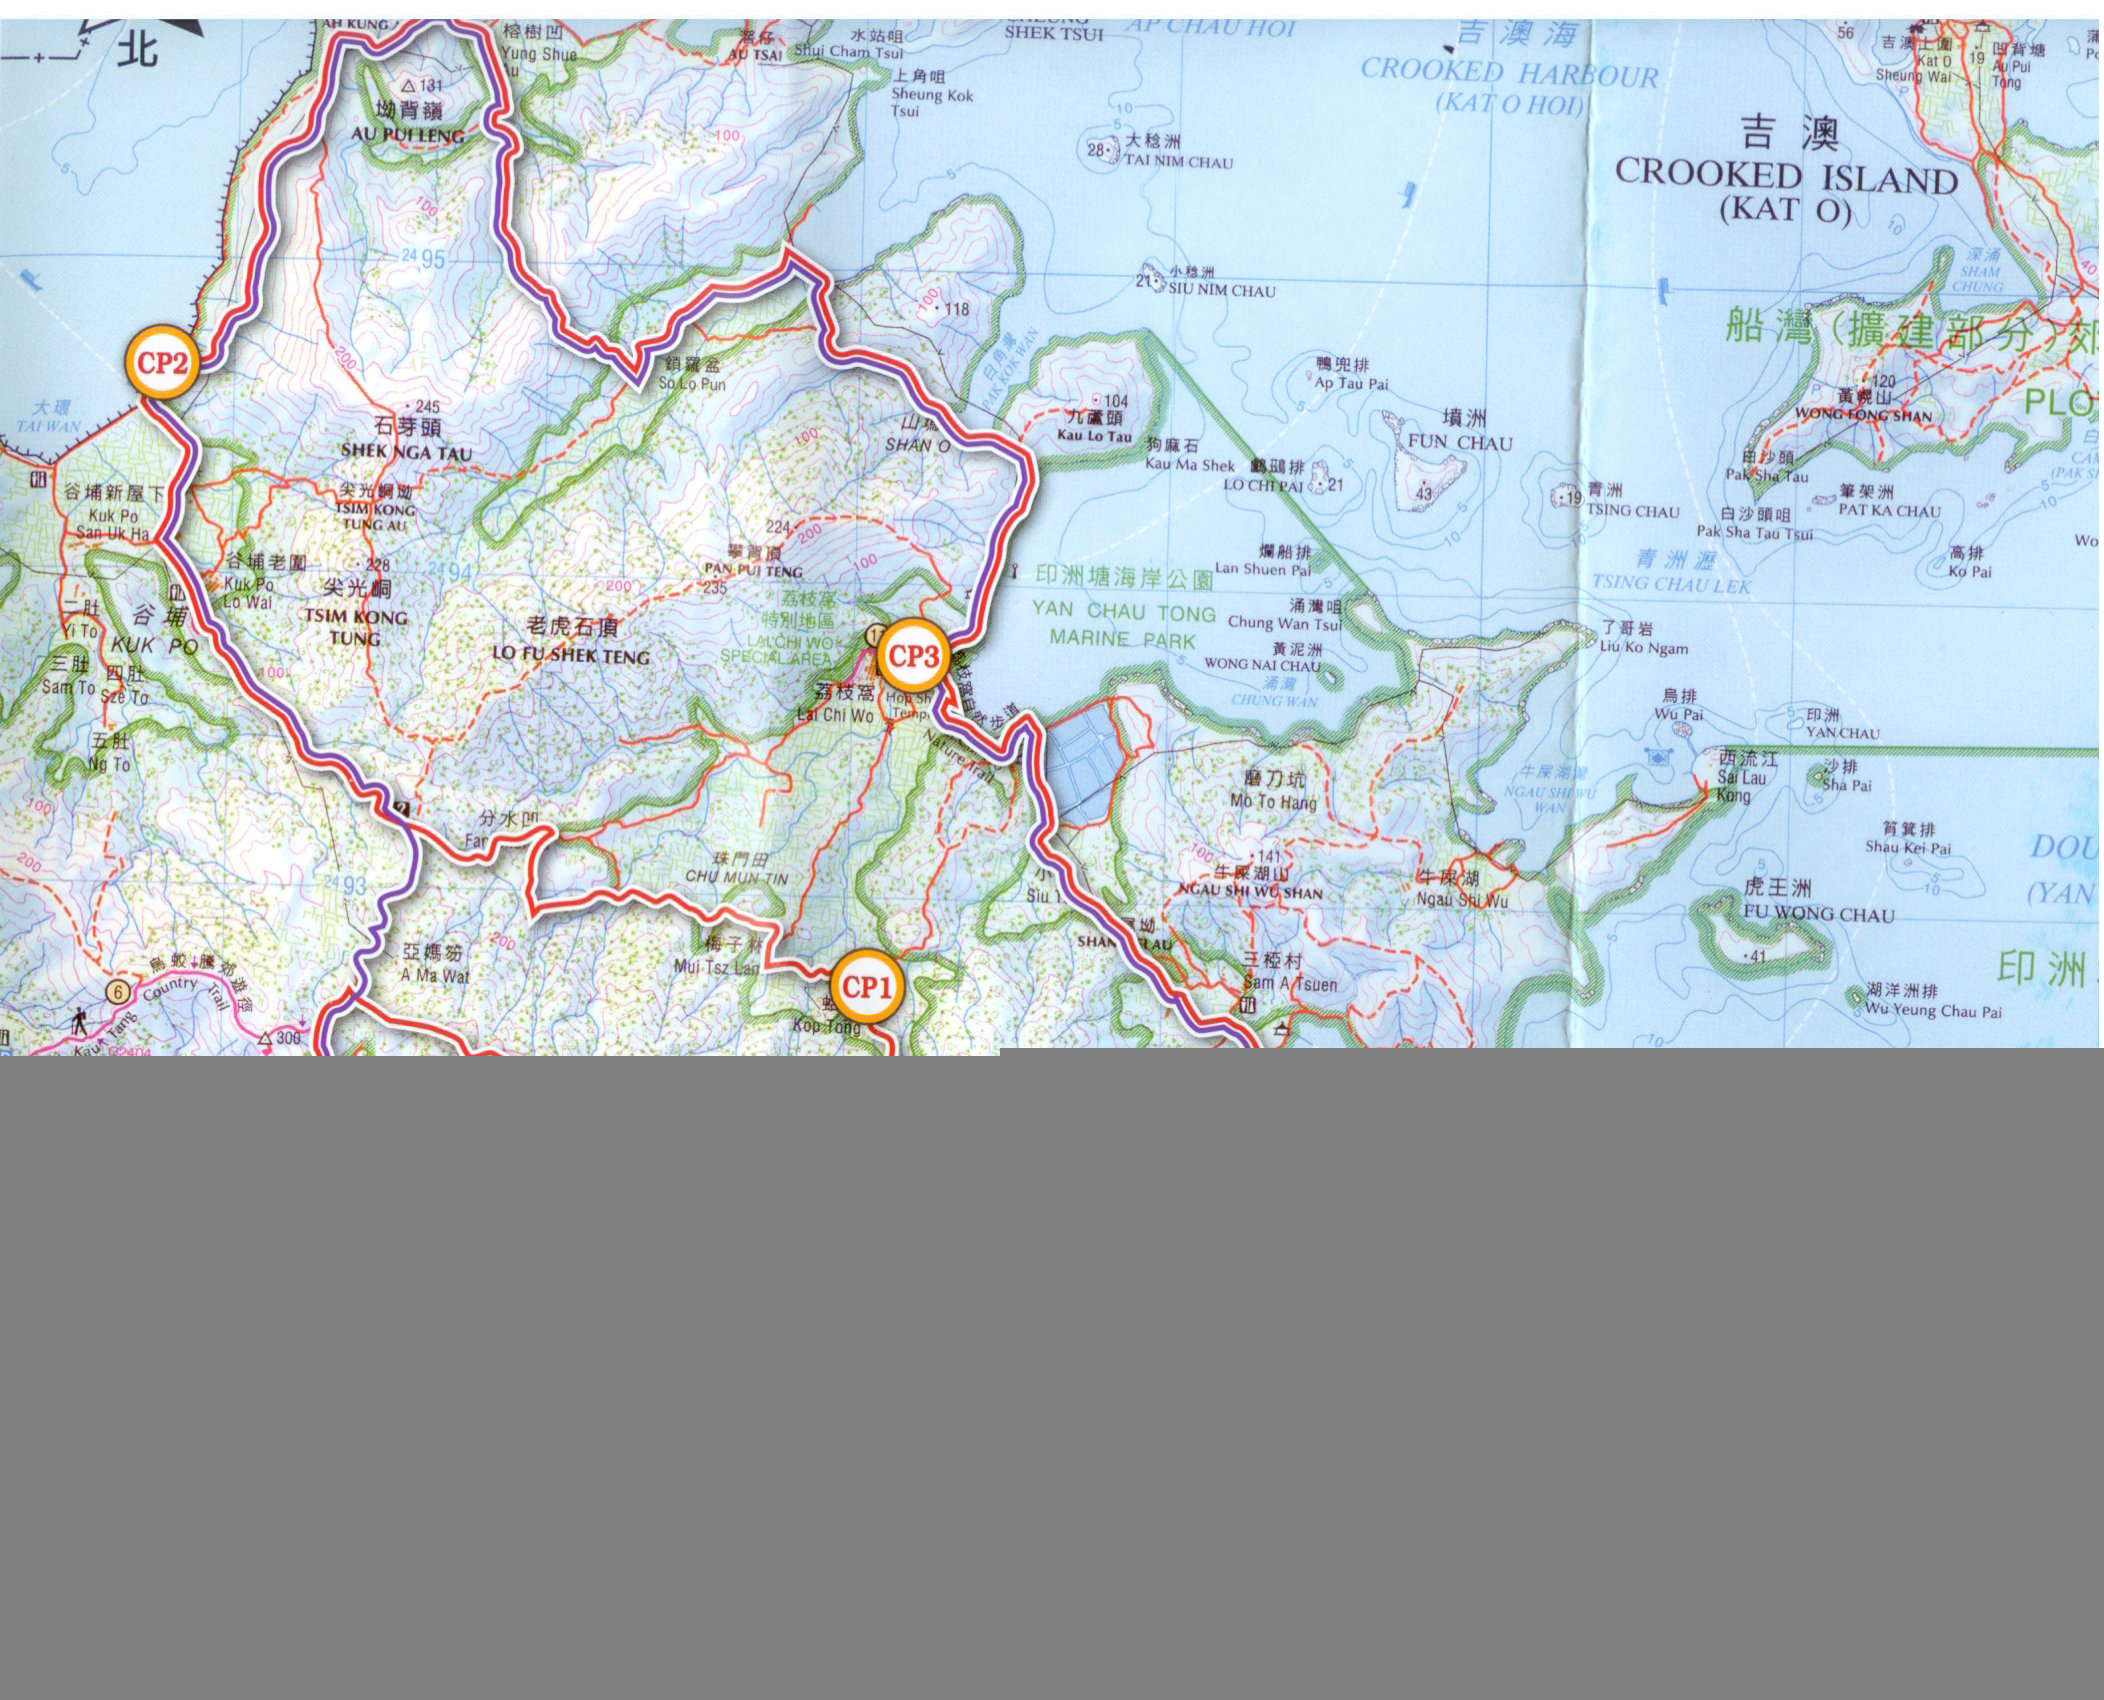 北
榕樹凹
Yung Shue
Au
131
坳背嶺
AU PUI LENG
100
滘仔
AU TSAI
水站咀
Shui Cham Tsui
上角咀
Sheung Kok
Tsui
100
SHEK TSUI
AP CHAU HOI
吉澳海
CROOKED HARBOUR
(KAT O HOI)
56
吉澳上圍
Kat O
Sheung Wai
19
凹背塘
Au Pui
Tong
吉澳
CROOKED ISLAND
(KAT O)
10
5
28
大稔洲
TAI NIM CHAU
21
小稔洲
SIU NIM CHAU
24 95
100
118
白角灣
PAK KOK WAN
深涌
SHAM
CHUNG
40
船灣（擴建部分）郊
PLO
CP2
200
鎖羅盆
So Lo Pun
大環
TAI WAN
245
石芽頭
SHEK NGA TAU
104
九蘆頭
Kau Lo Tau
狗麻石
Kau Ma Shek
鴨兜排
Ap Tau Pai
墳洲
FUN CHAU
43
LO CHI PAI
21
19
青洲
TSING CHAU
120
黃幌山
WONG FONG SHAN
白沙頭
Pak Sha Tau
白沙頭咀
Pak Sha Tau Tsui
筆架洲
PAT KA CHAU
高排
Ko Pai
SHAN O
100
谷埔新屋下
Kuk Po
San Uk Ha
尖光峒坳
TSIM KONG
TUNG AU
224
200
攀背頂
PAN PUI TENG
235
100
谷埔老圍
Kuk Po
Lo Wai
228
尖光峒
TSIM KONG
TUNG
24 94
200
老虎石頂
LO FU SHEK TENG
荔枝窩
特別地區
LAI CHI WO
SPECIAL AREA
印洲塘海岸公園
YAN CHAU TONG
MARINE PARK
爛船排
Lan Shuen Pai
涌灣咀
Chung Wan Tsui
黃泥洲
WONG NAI CHAU
涌灣
CHUNG WAN
青洲瀝
TSING CHAU LEK
了哥岩
Liu Ko Ngam
二肚
Yi To
谷埔
KUK PO
三肚
Sam To
四肚
Sze To
五肚
Ng To
100
CP3
荔枝窩
Lai Chi Wo
荔枝窩自然步道
Nature Trail
烏排
Wu Pai
印洲
YAN CHAU
西流江
Sai Lau
Kong
沙排
Sha Pai
牛屎湖灣
NGAU SHI WU
WAN
筲箕排
Shau Kei Pai
磨刀坑
Mo To Hang
分水凹
珠門田
CHU MUN TIN
24 93
100
200
100
141
牛屎湖山
NGAU SHI WU SHAN
牛屎湖
Ngau Shi Wu
虎王洲
FU WONG CHAU
41
DOU
(YAN
印洲
湖洋洲排
Wu Yeung Chau Pai
亞媽笏
A Ma Wat
200
梅子林
Mui Tsz Lam
CP1
Kop Tong
三椏村
Sam A Tsuen
烏蛟騰郊遊徑
6
Country Trail
300